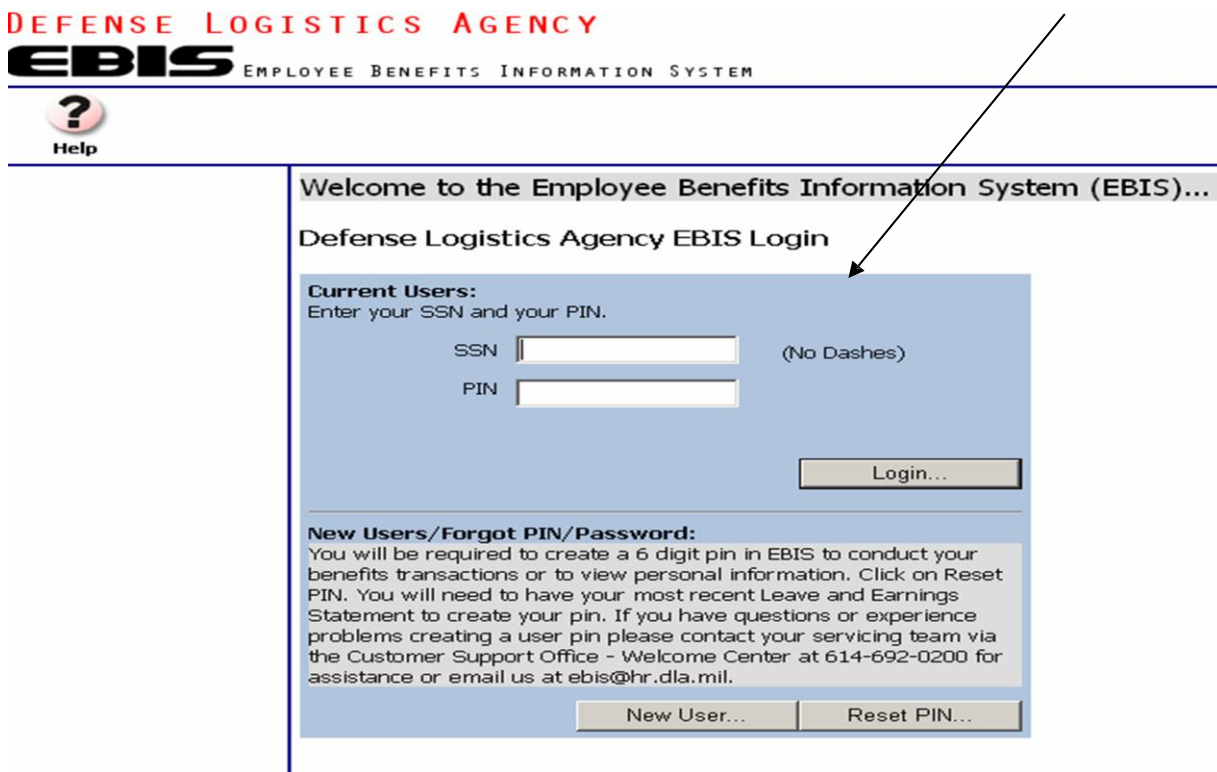 DEFENSE LOGISTICS AGENCY
EBIS EMPLOYEE BENEFITS INFORMATION SYSTEM
?
Help
Welcome to the Employee Benefits Information System (EBIS)...
Defense Logistics Agency EBIS Login
Current Users:
Enter your SSN and your PIN.
SSN (No Dashes)
PIN
Login...
New Users/Forgot PIN/Password:
You will be required to create a 6 digit pin in EBIS to conduct your
benefits transactions or to view personal information. Click on Reset
PIN. You will need to have your most recent Leave and Earnings
Statement to create your pin. If you have questions or experience
problems creating a user pin please contact your servicing team via
the Customer Support Office - Welcome Center at 614-692-0200 for
assistance or email us at ebis@hr.dla.mil.
New User... Reset PIN...